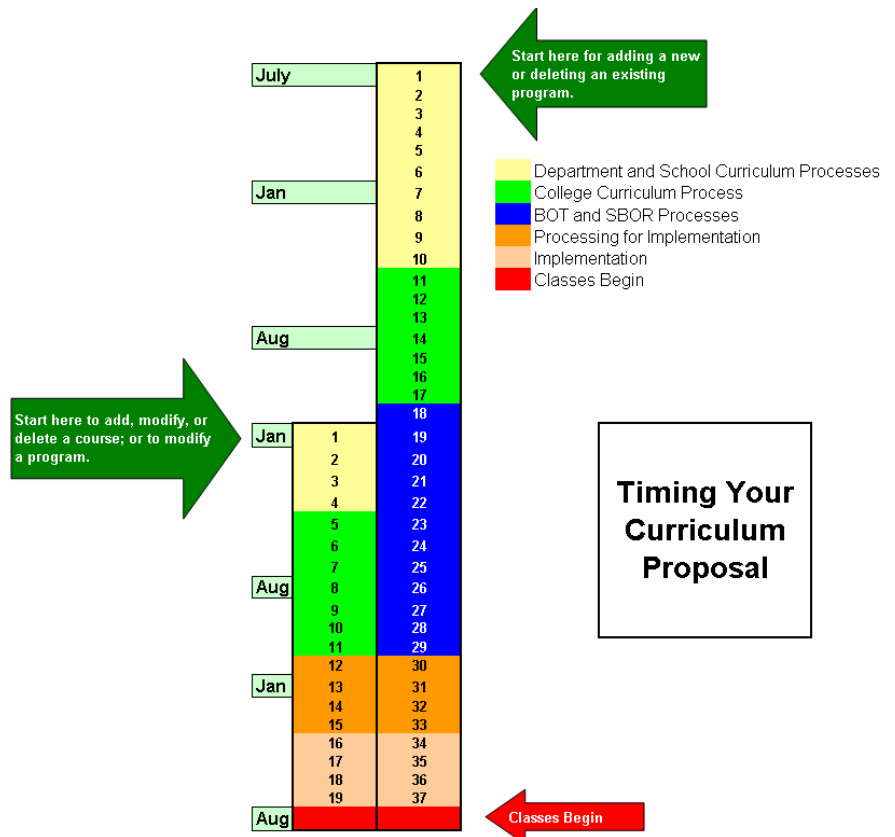 Start here for adding a new
or deleting an existing
program.
July 1
2
3
4
5
6
Jan 7
8
9
10
Department and School Curriculum Processes
College Curriculum Process
BOT and SBOR Processes
Processing for Implementation
Implementation
Classes Begin
11
12
13
Aug 14
15
16
17
18
Start here to add, modify, or
delete a course; or to modify
a program.
Jan 1 19
2 20
3 21
4 22
5 23
6 24
7 25
Aug 8 26
9 27
10 28
11 29
12 30
Jan 13 31
14 32
15 33
16 34
17 35
18 36
19 37
Aug
Timing Your
Curriculum
Proposal
Classes Begin